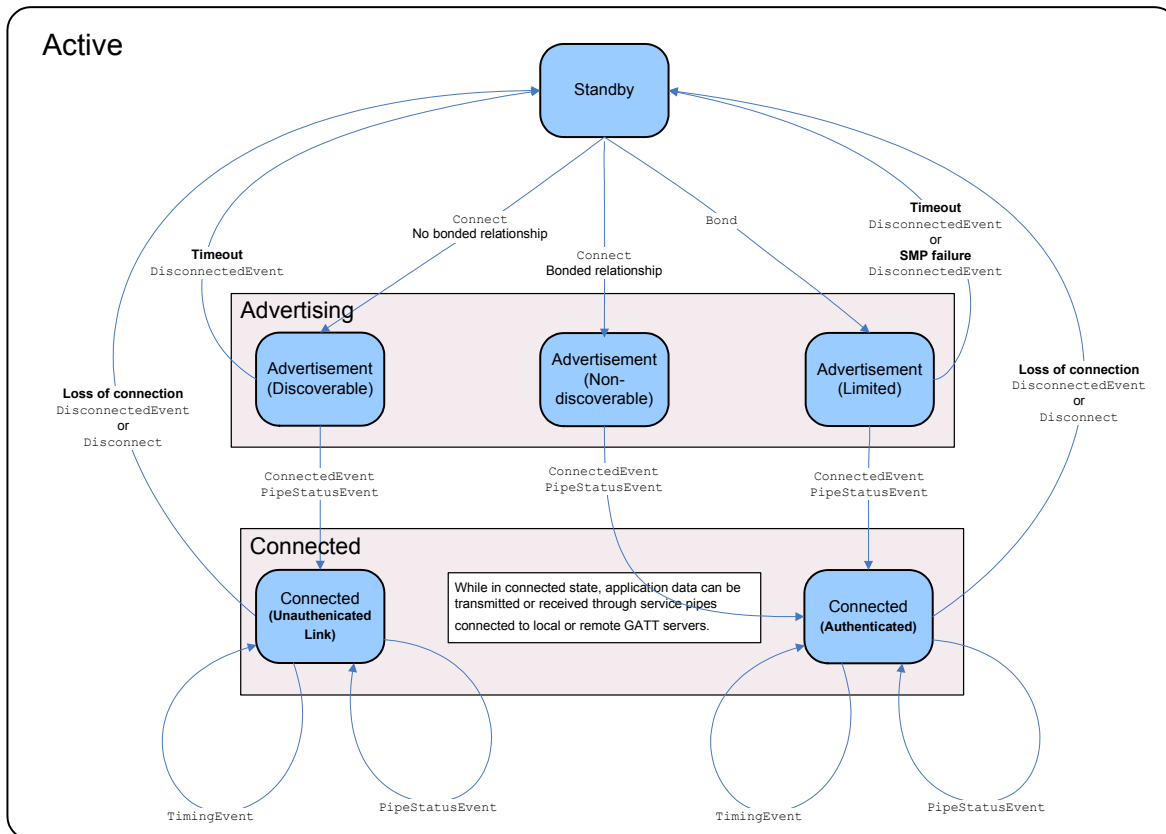 Active
Standby
Connect
No bonded relationship
Connect
Bonded relationship
Bond
Timeout
DisconnectedEvent
or
SMP failure
DisconnectedEvent
Timeout
DisconnectedEvent
Advertising
Advertisement
(Discoverable)
Advertisement
(Non-
discoverable)
Advertisement
(Limited)
Loss of connection
DisconnectedEvent
or
Disconnect
Loss of connection
DisconnectedEvent
or
Disconnect
ConnectedEvent
PipeStatusEvent
ConnectedEvent
PipeStatusEvent
ConnectedEvent
PipeStatusEvent
Connected
Connected
(Unauthenicated
Link)
While in connected state, application data can be
transmitted or received through service pipes
connected to local or remote GATT servers.
Connected
(Authenticated)
TimingEvent
PipeStatusEvent
TimingEvent
PipeStatusEvent